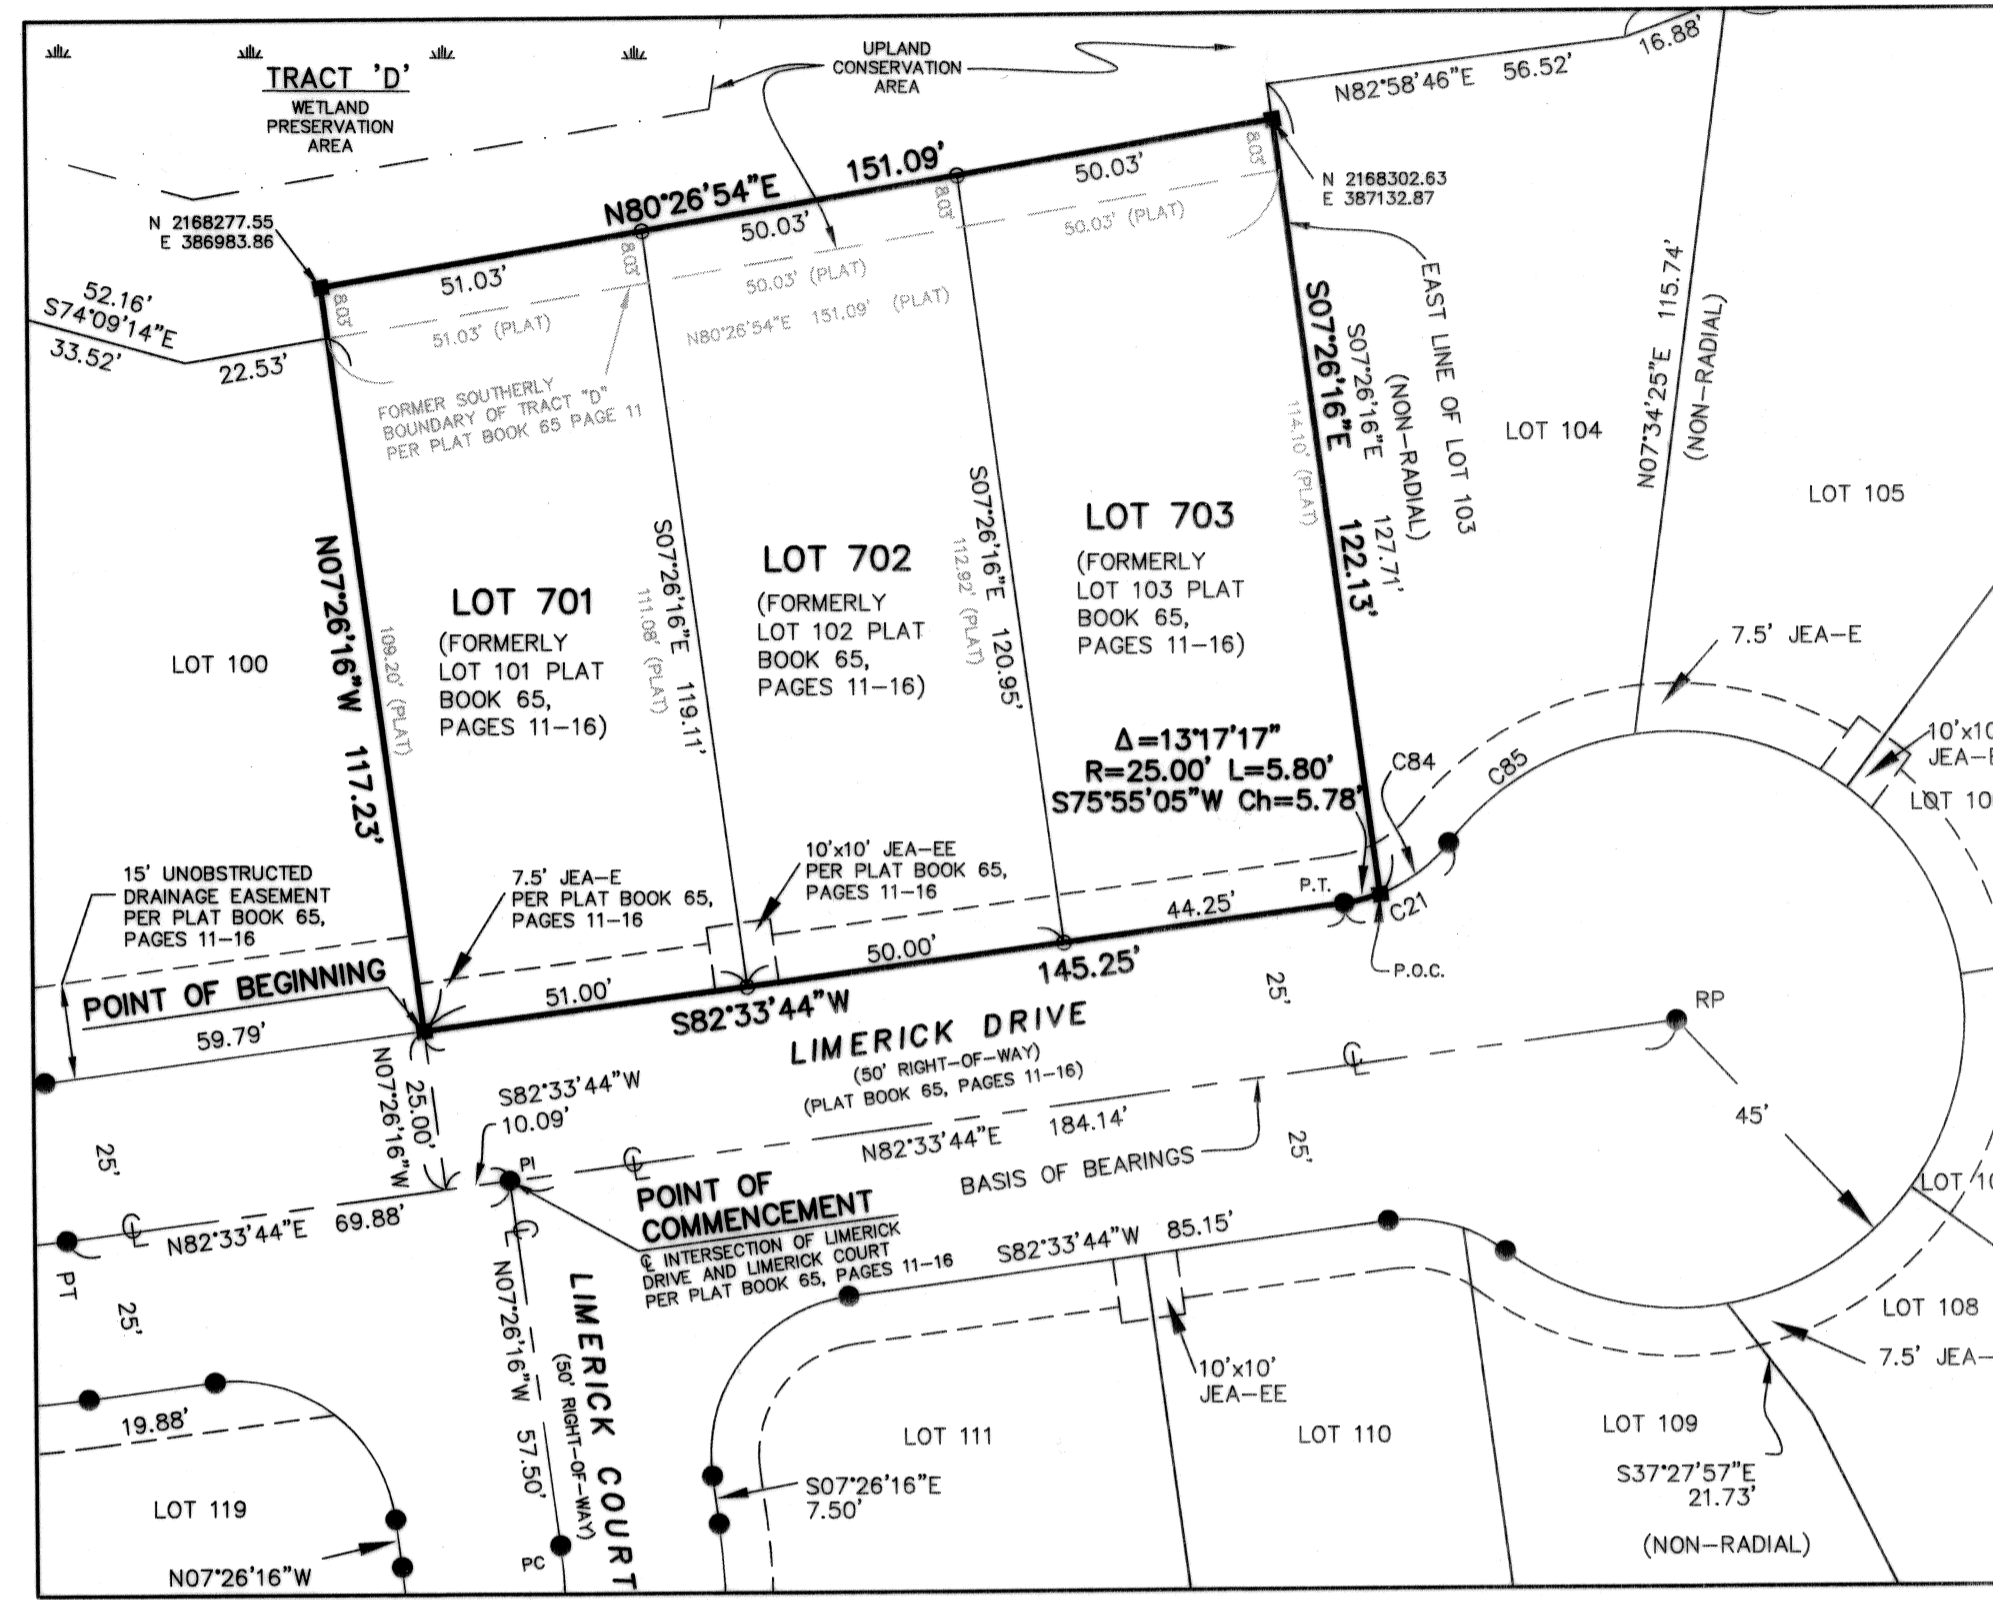 TRACT 'D'
WETLAND
PRESERVATION
AREA
UPLAND
CONSERVATION
AREA
N82°58'46"E 56.52'
16.88'
N 2168302.63
E 387132.87
N 2168277.55
E 386983.86
N80°26'54"E 151.09'
51.03'
50.03'
50.03'
8.03'
8.03'
8.03'
8.03'
51.03' (PLAT)
50.03' (PLAT)
50.03' (PLAT)
N80°26'54"E 151.09' (PLAT)
52.16'
S74°09'14"E
33.52'
22.53'
FORMER SOUTHERLY
BOUNDARY OF TRACT "D"
PER PLAT BOOK 65 PAGE 11
EAST LINE OF LOT 103
S07°26'16"E 122.13'
S07°26'16"E 127.71'
(NON-RADIAL)
114.10' (PLAT)
N07°34'25"E 115.74'
(NON-RADIAL)
LOT 104
LOT 105
LOT 100
N07°26'16"W 117.23'
109.20' (PLAT)
LOT 701
(FORMERLY
LOT 101 PLAT
BOOK 65,
PAGES 11-16)
S07°26'16"E 119.11'
111.08' (PLAT)
LOT 702
(FORMERLY
LOT 102 PLAT
BOOK 65,
PAGES 11-16)
S07°26'16"E 120.95'
112.92' (PLAT)
LOT 703
(FORMERLY
LOT 103 PLAT
BOOK 65,
PAGES 11-16)
Δ=13°17'17"
R=25.00' L=5.80'
S75°55'05"W Ch=5.78'
C84
C85
C21
7.5' JEA-E
P.T.
P.O.C.
15' UNOBSTRUCTED
DRAINAGE EASEMENT
PER PLAT BOOK 65,
PAGES 11-16
7.5' JEA-E
PER PLAT BOOK 65,
PAGES 11-16
10'x10' JEA-EE
PER PLAT BOOK 65,
PAGES 11-16
POINT OF BEGINNING
59.79'
51.00'
50.00'
44.25'
S82°33'44"W 145.25'
LIMERICK DRIVE
(50' RIGHT-OF-WAY)
(PLAT BOOK 65, PAGES 11-16)
25'
RP
45'
N07°26'16"W
25.00'
S82°33'44"W
10.09'
PI
N82°33'44"E 184.14'
BASIS OF BEARINGS
25'
25'
N82°33'44"E 69.88'
PT
25'
POINT OF
COMMENCEMENT
℄ INTERSECTION OF LIMERICK
DRIVE AND LIMERICK COURT
PER PLAT BOOK 65, PAGES 11-16
S82°33'44"W 85.15'
N07°26'16"W 57.50'
LIMERICK COURT
(50' RIGHT-OF-WAY)
PC
19.88'
LOT 119
N07°26'16"W
S07°26'16"E
7.50'
LOT 111
10'x10'
JEA-EE
LOT 110
LOT 109
LOT 108
S37°27'57"E
21.73'
(NON-RADIAL)